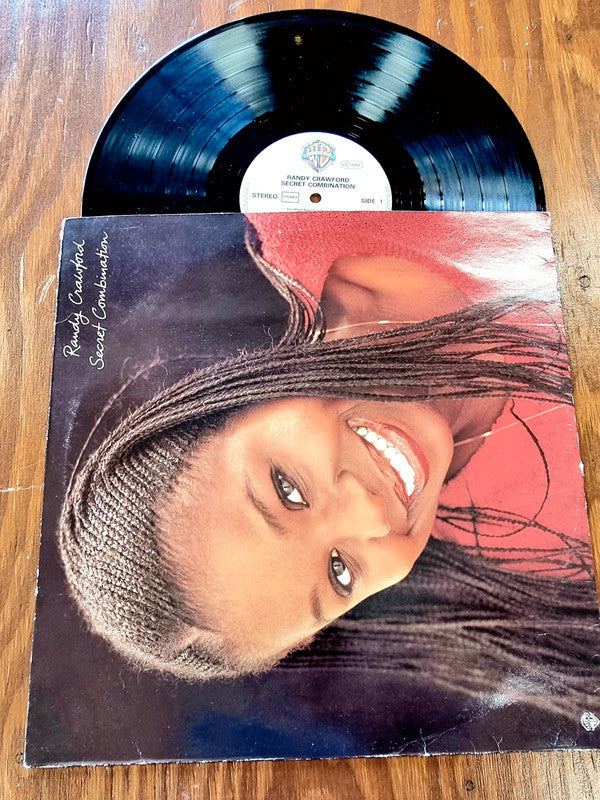 RANDY CRAWFORD
SECRET COMBINATION
STEREO
SIDE 1
Randy Crawford
Secret Combination